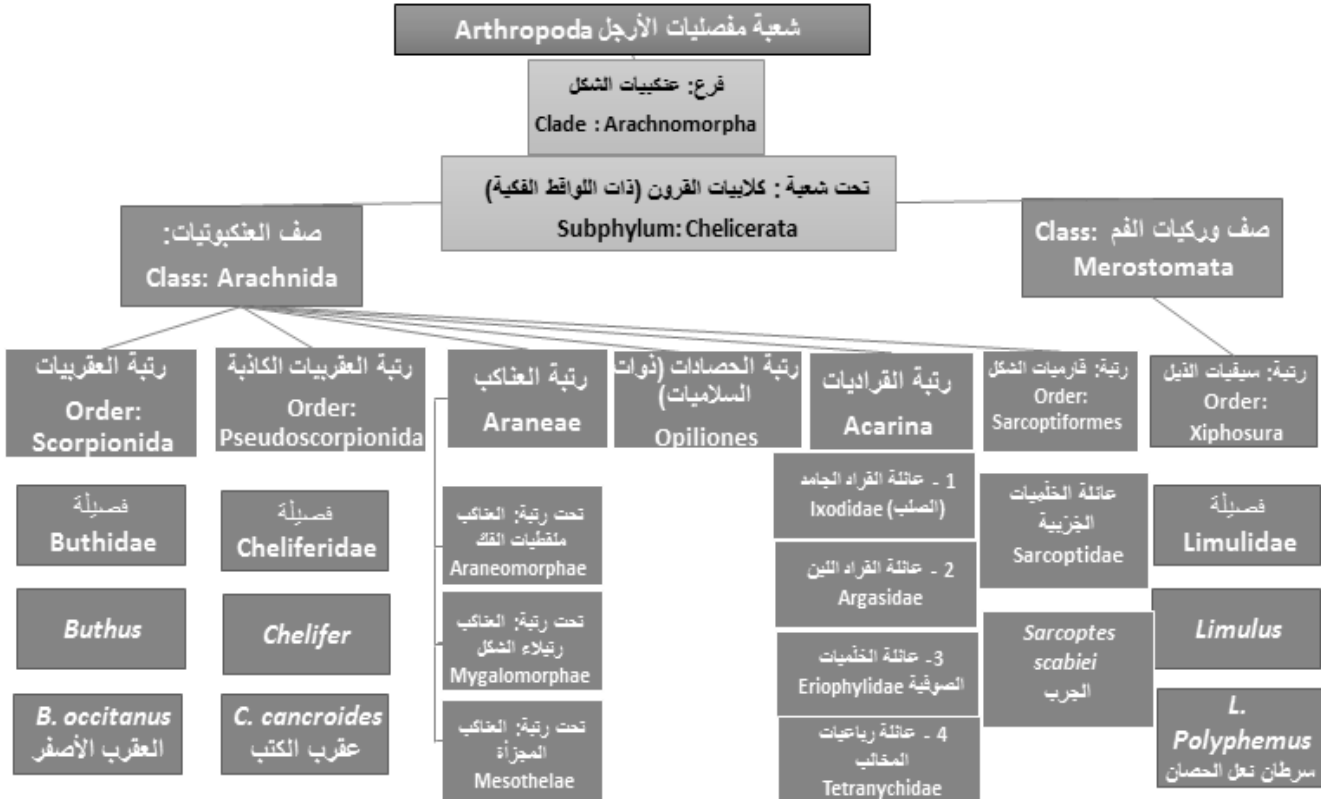 شعبة مفصليات الأرجل Arthropoda
فرع: عنكبيات الشكل
Clade : Arachnomorpha
تحت شعبة : كلابيات القرون (ذات اللواقط الفكية)
Subphylum: Chelicerata
صف العنكبوتيات:
Class: Arachnida
صف وركيات الفم Class:
Merostomata
رتبة العقربيات
Order:
Scorpionida
رتبة العقربيات الكاذبة
Order:
Pseudoscorpionida
رتبة العناكب
Araneae
رتبة الحصادات (ذوات
السلاميات)
Opiliones
رتبة القراديات
Acarina
رتبة: قارميات الشكل
Order:
Sarcoptiformes
رتبة: سيفيات الذيل
Order:
Xiphosura
فصيلة
Buthidae
Buthus
B. occitanus
العقرب الأصفر
فصيلة
Cheliferidae
Chelifer
C. cancroides
عقرب الكتب
تحت رتبة: العناكب
ملقطيات الفك
Araneomorphae
تحت رتبة: العناكب
رتيلاء الشكل
Mygalomorphae
تحت رتبة: العناكب
المجزأة
Mesothelae
1 - عائلة القراد الجامد
(الصلب) Ixodidae
2 - عائلة القراد اللين
Argasidae
3- عائلة الحَلَميات
الصوفية Eriophylidae
4 - عائلة رباعيات
المخالب
Tetranychidae
عائلة الحَلَميات
الجَرَبية
Sarcoptidae
Sarcoptes
scabiei
الجرب
فصيلة
Limulidae
Limulus
L.
Polyphemus
سرطان نعل الحصان